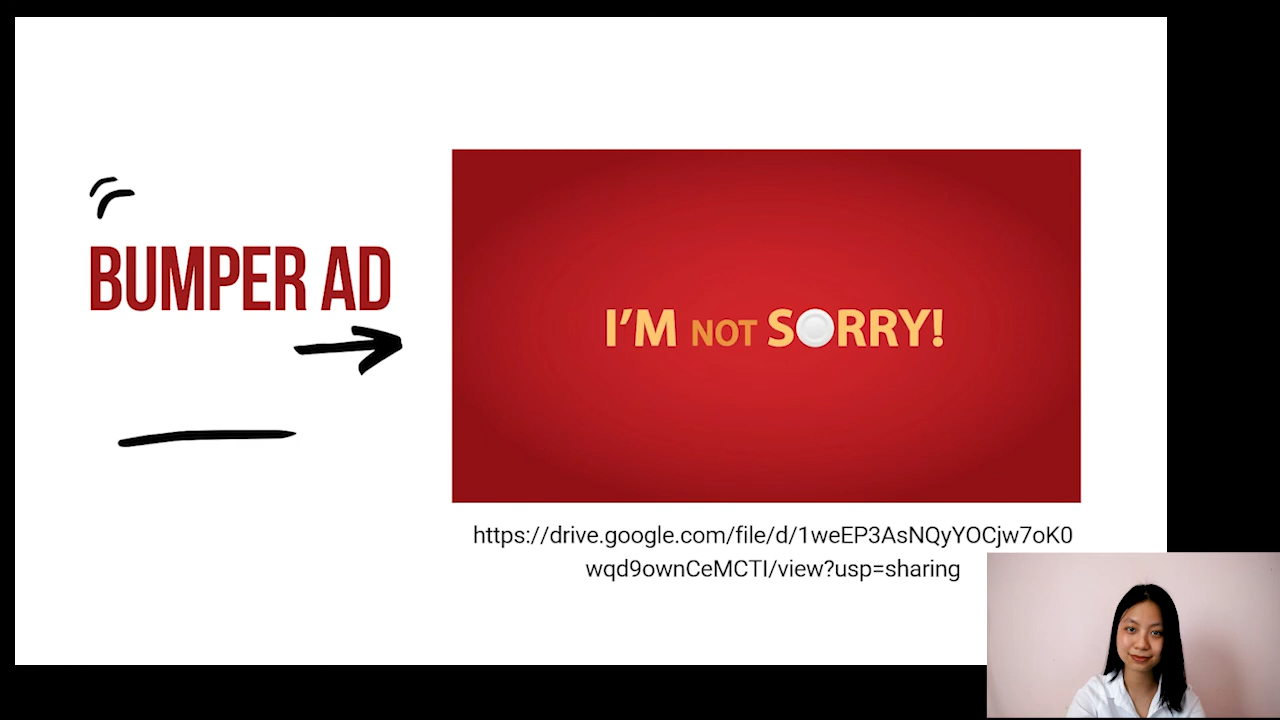 BUMPER AD
I'M NOT SORRY!
https://drive.google.com/file/d/1weEP3AsNQyYOCjw7oK0
wqd9ownCeMCTI/view?usp=sharing